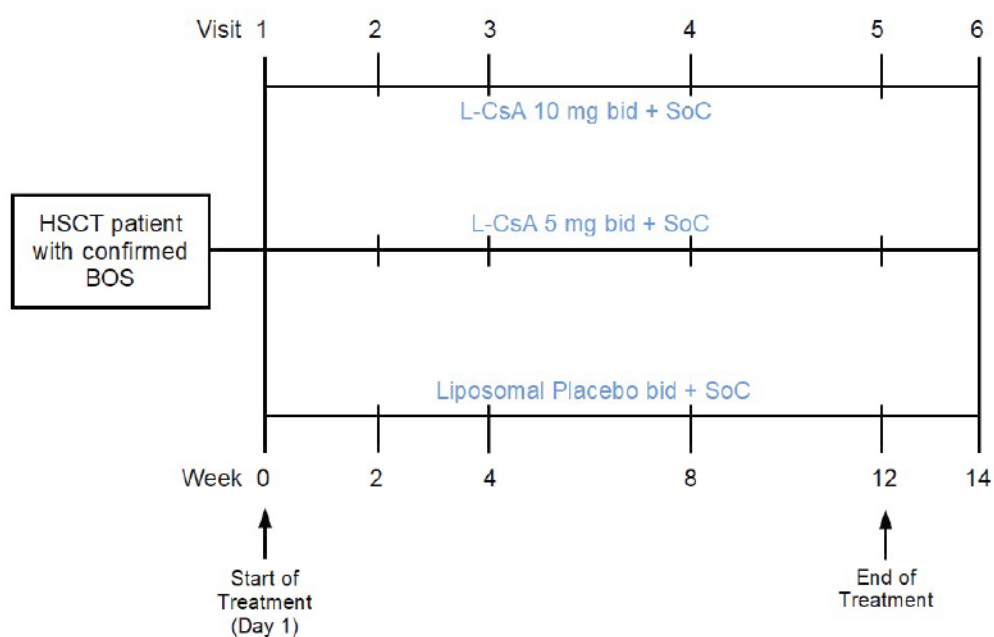 Visit 1 2 3 4 5 6
L-CsA 10 mg bid + SoC
HSCT patient
with confirmed
BOS
L-CsA 5 mg bid + SoC
Liposomal Placebo bid + SoC
Week 0 2 4 8 12 14
Start of
Treatment
(Day 1)
End of
Treatment